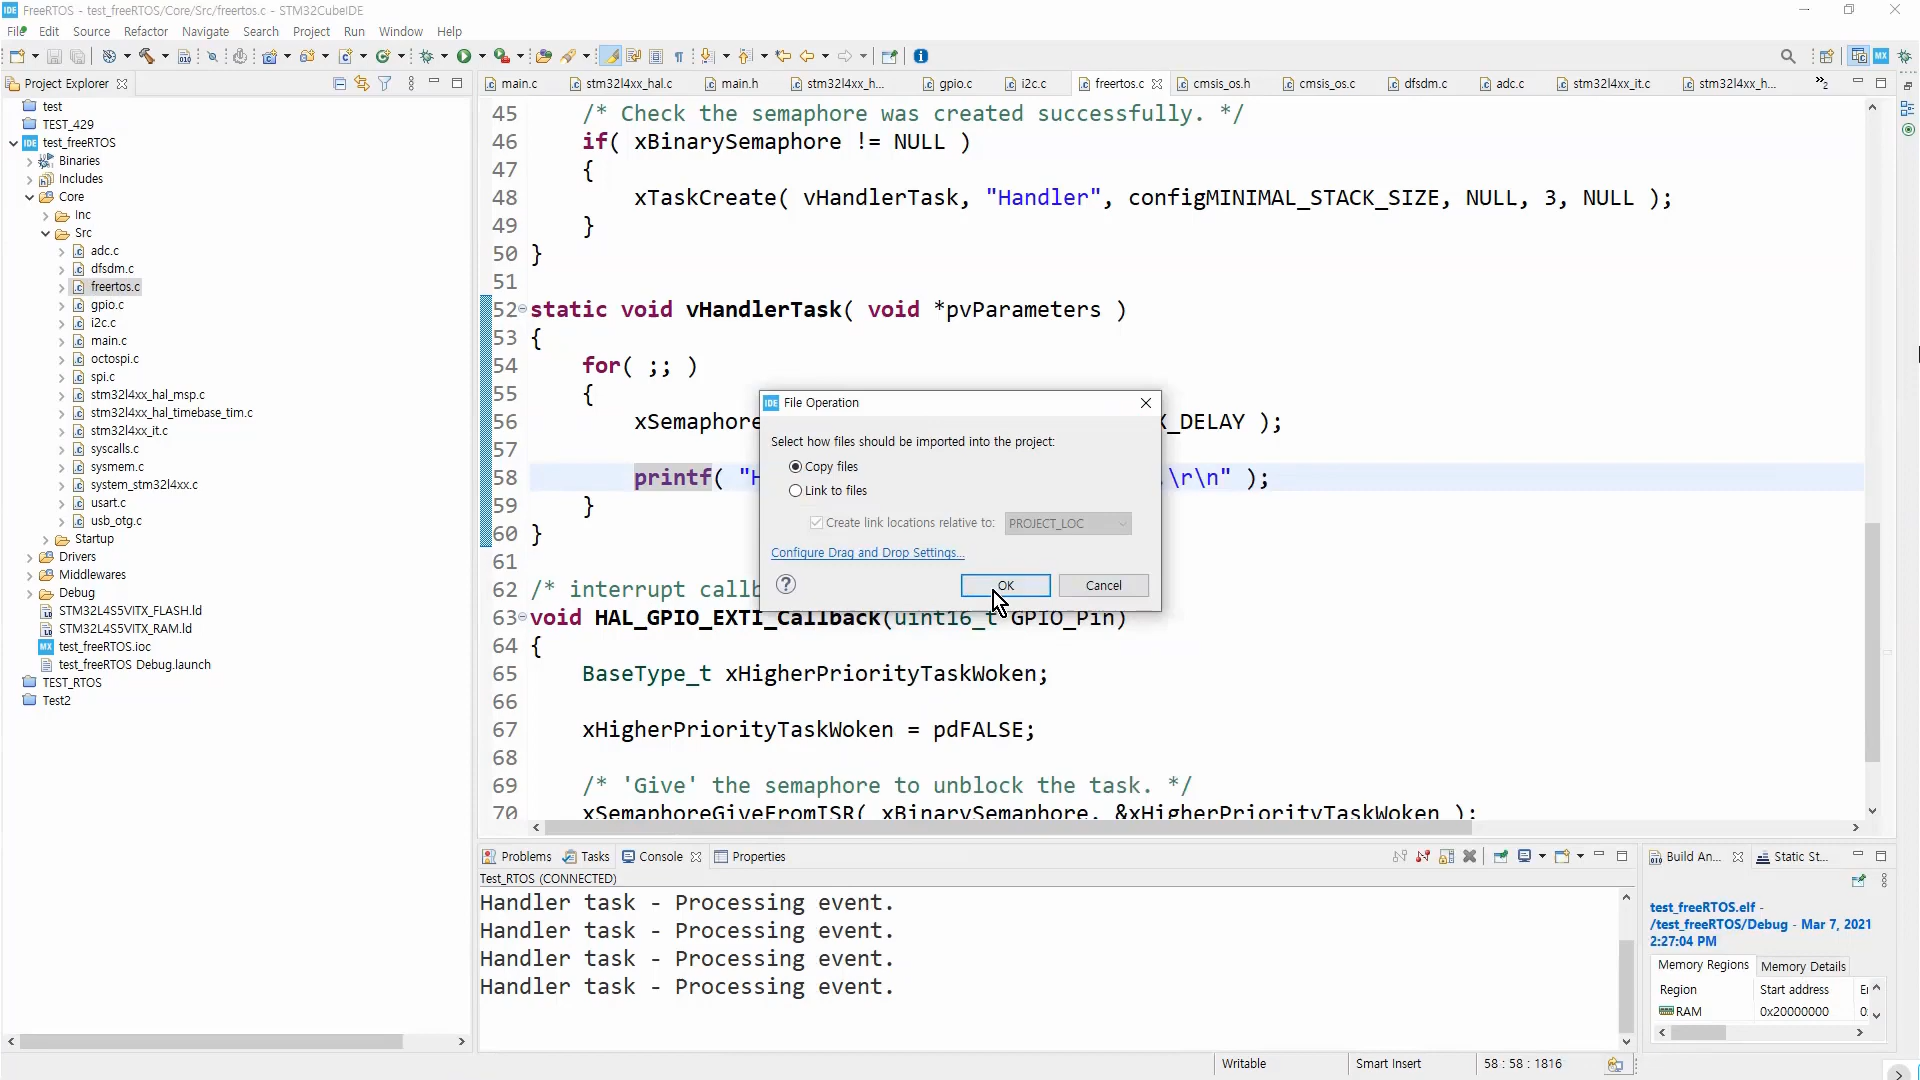 FreeRTOS - test_freeRTOS/Core/Src/freertos.c - STM32CubeIDE
File Edit Source Refactor Navigate Search Project Run Window Help
Project Explorer
test
TEST_429
test_freeRTOS
Binaries
Includes
Core
Inc
Src
adc.c
dfsdm.c
freertos.c
gpio.c
i2c.c
main.c
octospi.c
spi.c
stm32l4xx_hal_msp.c
stm32l4xx_hal_timebase_tim.c
stm32l4xx_it.c
syscalls.c
sysmem.c
system_stm32l4xx.c
usart.c
usb_otg.c
Startup
Drivers
Middlewares
Debug
STM32L4S5VITX_FLASH.ld
STM32L4S5VITX_RAM.ld
test_freeRTOS.ioc
test_freeRTOS Debug.launch
TEST_RTOS
Test2
main.c stm32l4xx_hal.c main.h stm32l4xx_h... gpio.c i2c.c freertos.c cmsis_os.h cmsis_os.c dfsdm.c adc.c stm32l4xx_it.c stm32l4xx_h... »2
45 /* Check the semaphore was created successfully. */
46 if( xBinarySemaphore != NULL )
47 {
48 xTaskCreate( vHandlerTask, "Handler", configMINIMAL_STACK_SIZE, NULL, 3, NULL );
49 }
50 }
51
52 static void vHandlerTask( void *pvParameters )
53 {
54 for( ;; )
55 {
56 xSemaphore X_DELAY );
57
58 printf( "H .\r\n" );
59 }
60 }
61
62 /* interrupt callb
63 void HAL_GPIO_EXTI_Callback(uint16_t GPIO_Pin)
64 {
65 BaseType_t xHigherPriorityTaskWoken;
66
67 xHigherPriorityTaskWoken = pdFALSE;
68
69 /* 'Give' the semaphore to unblock the task. */
70 xSemaphoreGiveFromISR( xBinarySemaphore, &xHigherPriorityTaskWoken );
File Operation
Select how files should be imported into the project:
Copy files
Link to files
Create link locations relative to: PROJECT_LOC
Configure Drag and Drop Settings...
OK Cancel
Problems Tasks Console Properties
Test_RTOS (CONNECTED)
Handler task - Processing event.
Handler task - Processing event.
Handler task - Processing event.
Handler task - Processing event.
Build An... Static St...
test_freeRTOS.elf -
/test_freeRTOS/Debug - Mar 7, 2021
2:27:04 PM
Memory Regions Memory Details
Region Start address
RAM 0x20000000
Writable Smart Insert 58 : 58 : 1816